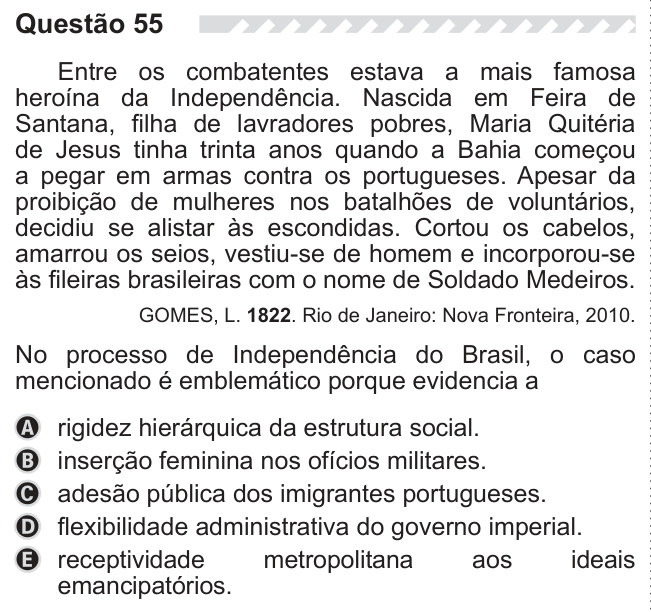 Questão 55
Entre os combatentes estava a mais famosa
heroína da Independência. Nascida em Feira de
Santana, filha de lavradores pobres, Maria Quitéria
de Jesus tinha trinta anos quando a Bahia começou
a pegar em armas contra os portugueses. Apesar da
proibição de mulheres nos batalhões de voluntários,
decidiu se alistar às escondidas. Cortou os cabelos,
amarrou os seios, vestiu-se de homem e incorporou-se
às fileiras brasileiras com o nome de Soldado Medeiros.
GOMES, L. 1822. Rio de Janeiro: Nova Fronteira, 2010.
No processo de Independência do Brasil, o caso
mencionado é emblemático porque evidencia a
A rigidez hierárquica da estrutura social.
B inserção feminina nos ofícios militares.
C adesão pública dos imigrantes portugueses.
D flexibilidade administrativa do governo imperial.
E receptividade metropolitana aos ideais
emancipatórios.